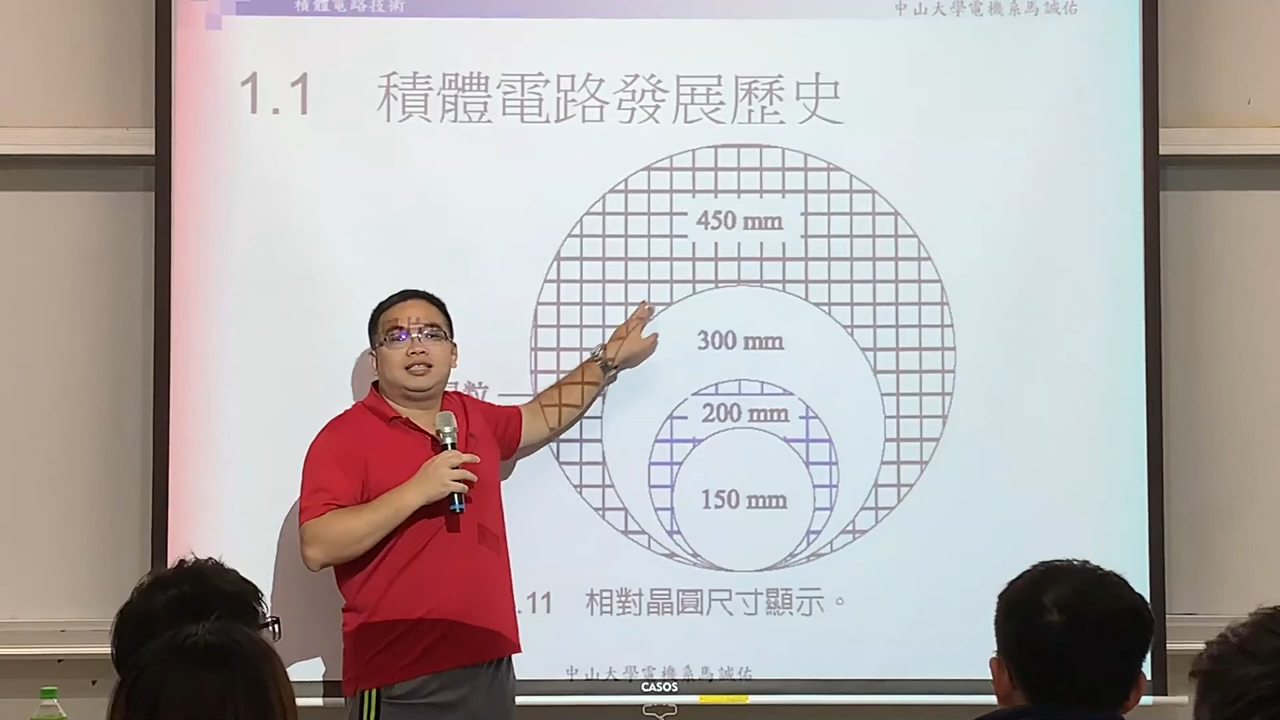 積體電路技術
中山大學電機系馬誠佑
1.1 積體電路發展歷史
450 mm
300 mm
200 mm
150 mm
.11 相對晶圓尺寸顯示。
中山大學電機系馬誠佑
CASOS